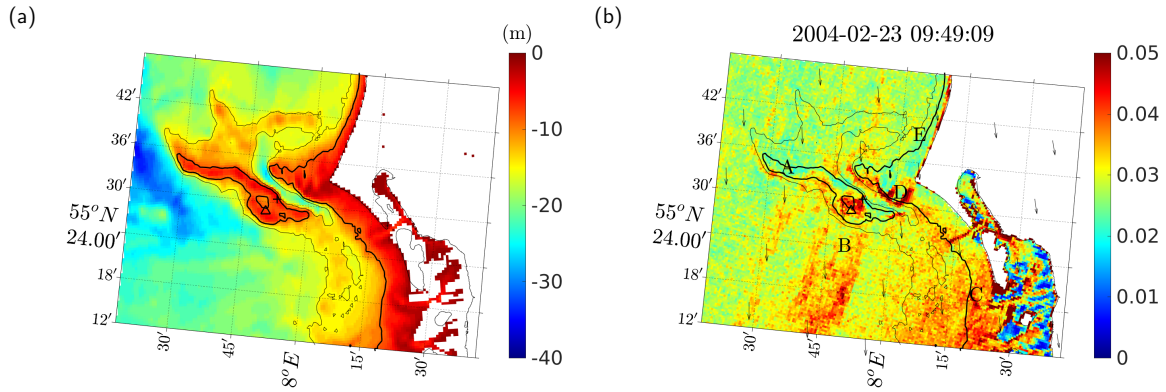 (a)
(m)
0
-10
-20
-30
-40
42′
36′
30′
55° N
24.00′
18′
12′
30′
45′
8° E
15′
30′
(b)
2004-02-23 09:49:09
0.05
0.04
0.03
0.02
0.01
0
42′
36′
30′
55° N
24.00′
18′
12′
30′
45′
8° E
15′
30′
E
A
D
B
C